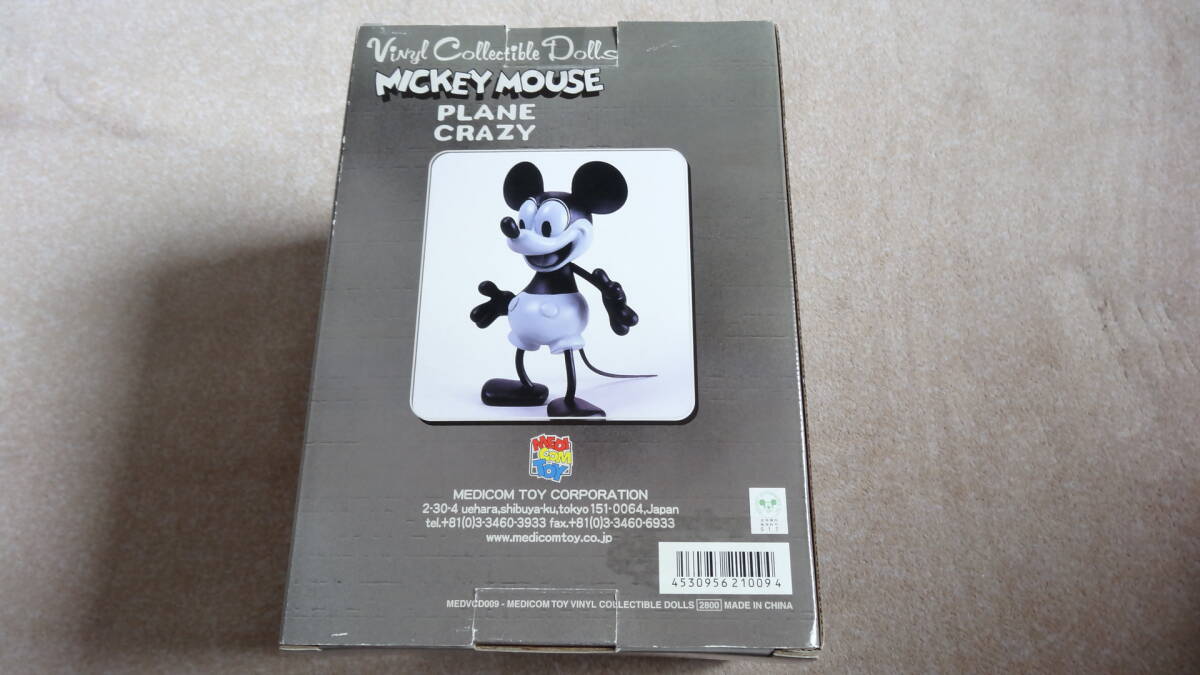 Vinyl Collectible Dolls
MICKEY MOUSE
PLANE
CRAZY
MEDI
COM
TOY
MEDICOM TOY CORPORATION
2-30-4 uehara,shibuya-ku,tokyo 151-0064,Japan
tel.+81(0)3-3460-3933 fax.+81(0)3-3460-6933
www.medicomtoy.co.jp
4530956210094
MEDVCD009 - MEDICOM TOY VINYL COLLECTIBLE DOLLS 2800 MADE IN CHINA